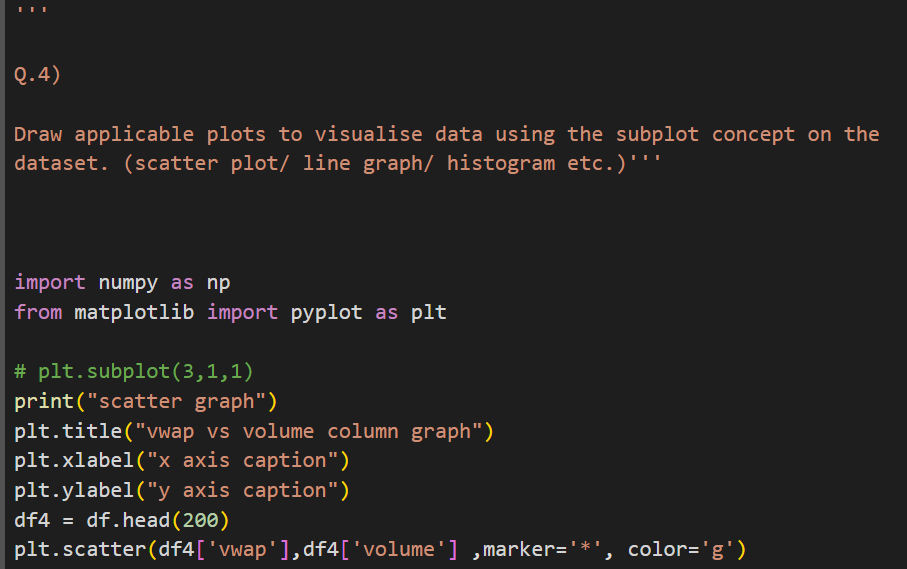 '''
Q.4)
Draw applicable plots to visualise data using the subplot concept on the
dataset. (scatter plot/ line graph/ histogram etc.)'''
import numpy as np
from matplotlib import pyplot as plt
# plt.subplot(3,1,1)
print("scatter graph")
plt.title("vwap vs volume column graph")
plt.xlabel("x axis caption")
plt.ylabel("y axis caption")
df4 = df.head(200)
plt.scatter(df4['vwap'],df4['volume'] ,marker='*', color='g')